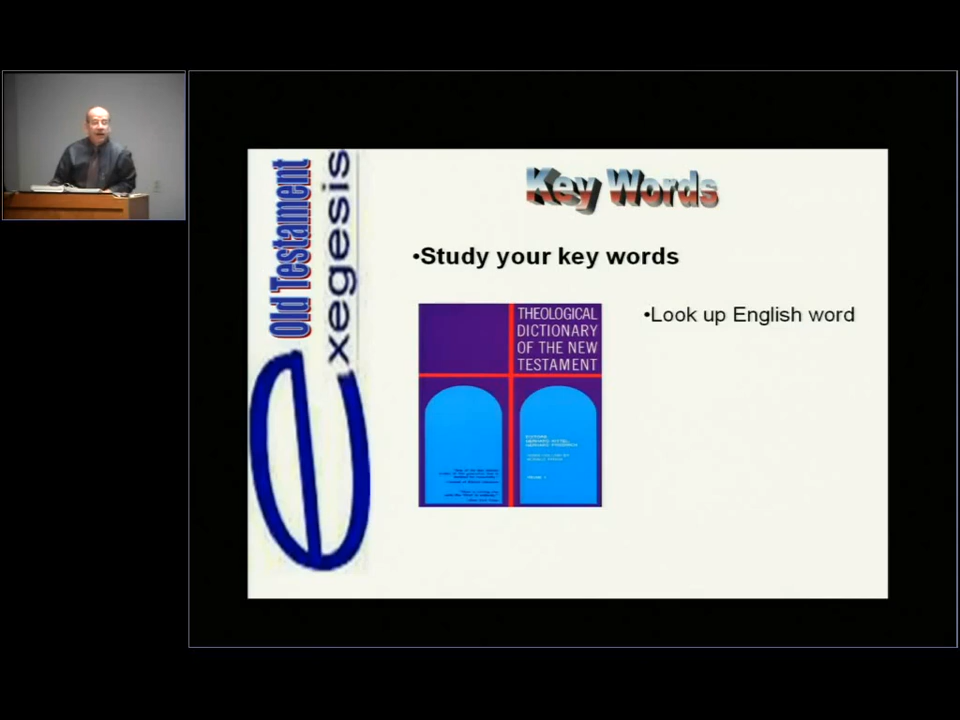 Old Testament
exegesis
Key Words
•Study your key words
THEOLOGICAL
DICTIONARY
OF THE NEW
TESTAMENT
•Look up English word